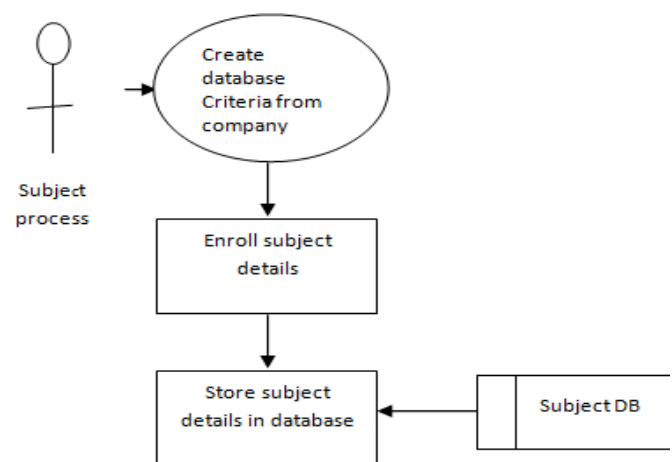 Create
database
Criteria from
company
Subject
process
Enroll subject
details
Store subject
details in database
Subject DB